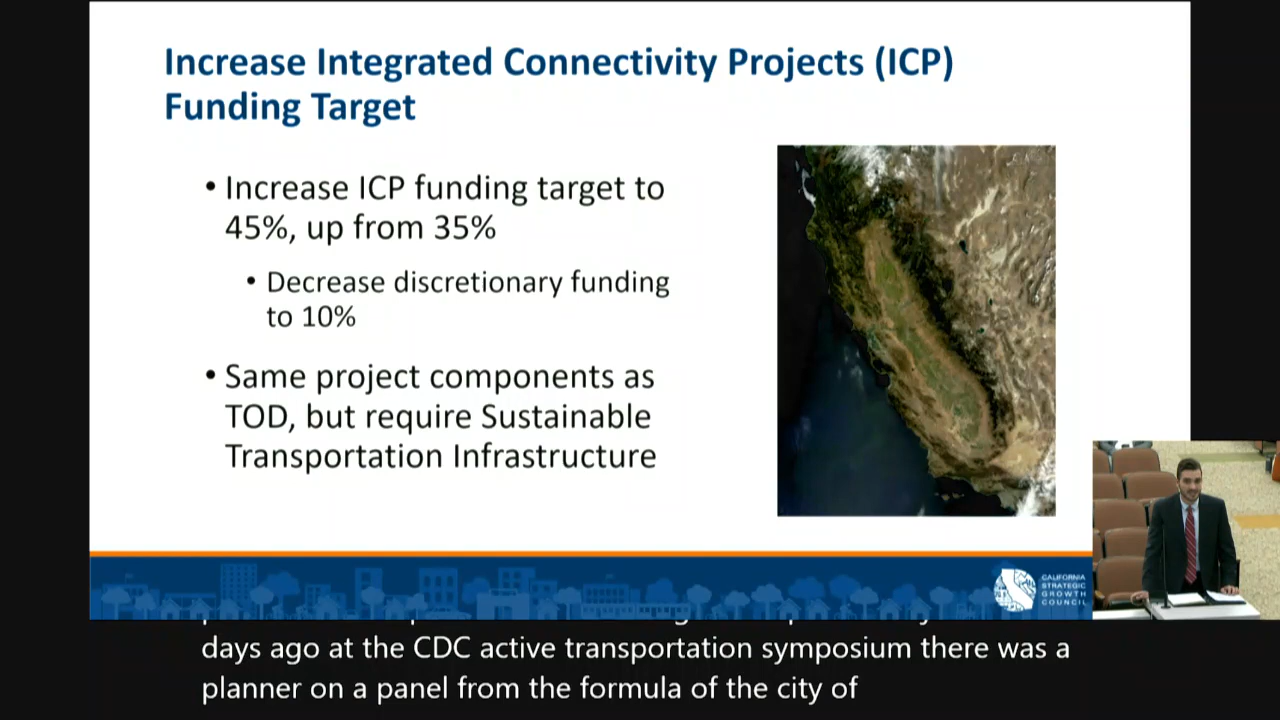 Increase Integrated Connectivity Projects (ICP)
Funding Target
• Increase ICP funding target to
45%, up from 35%
• Decrease discretionary funding
to 10%
• Same project components as
TOD, but require Sustainable
Transportation Infrastructure
CALIFORNIA
STRATEGIC
GROWTH
COUNCIL
days ago at the CDC active transportation symposium there was a
planner on a panel from the formula of the city of